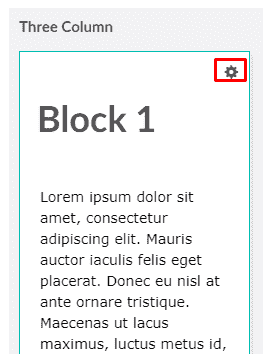 Three Column
Block 1
Lorem ipsum dolor sit
amet, consectetur
adipiscing elit. Mauris
auctor iaculis felis eget
placerat. Donec eu nisl at
ante ornare tristique.
Maecenas ut lacus
maximus, luctus metus id,